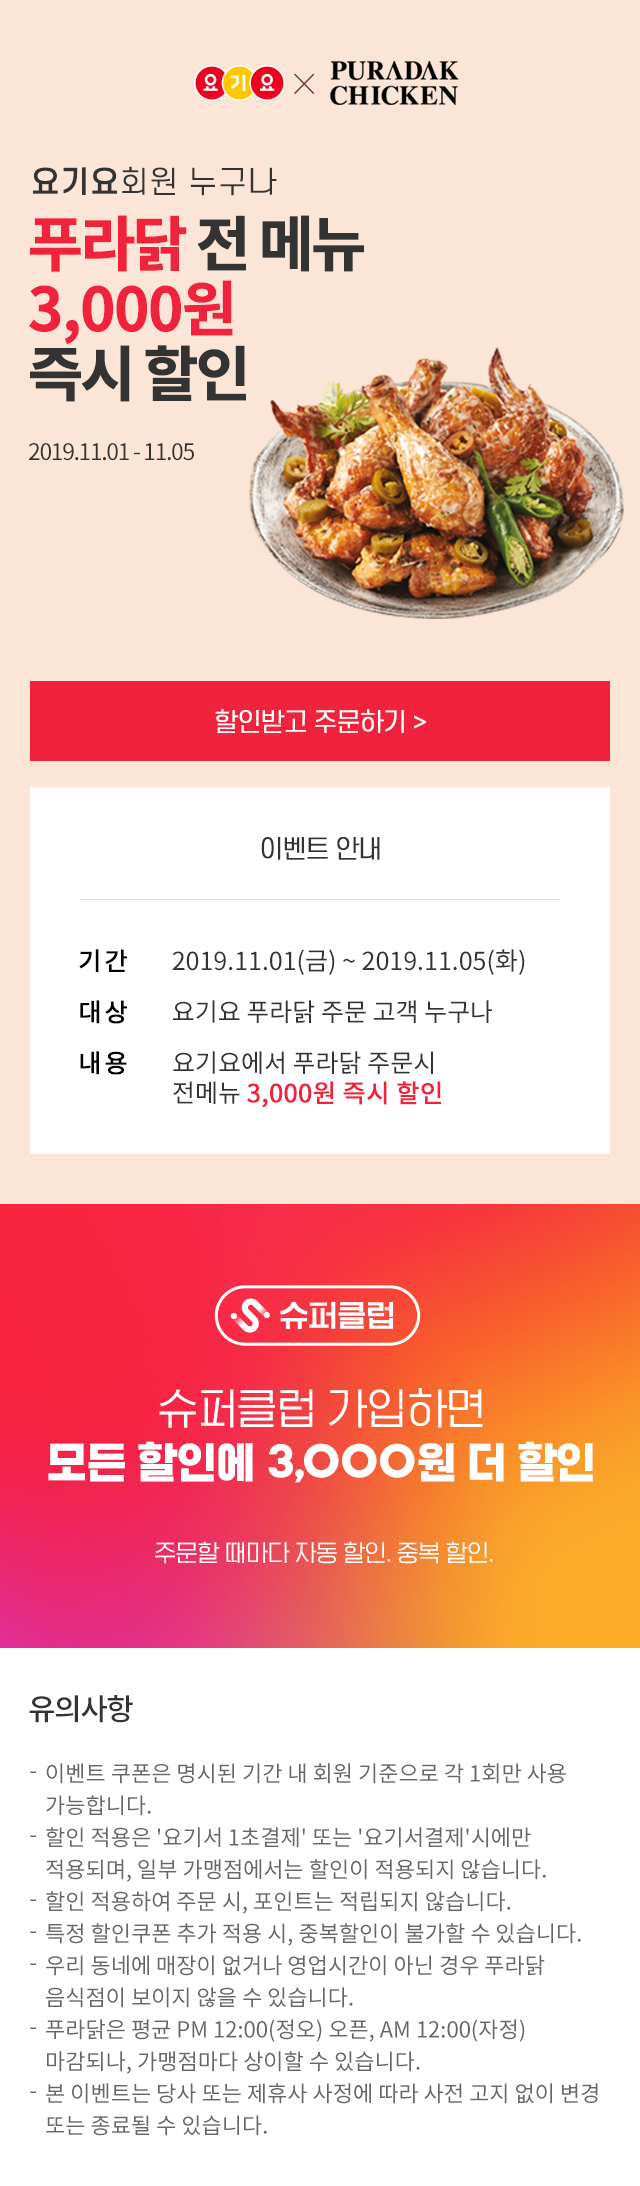 요기요 × PURADAK
CHICKEN
요기요회원 누구나
푸라닭 전 메뉴
3,000원
즉시 할인
2019.11.01 - 11.05
할인받고 주문하기 >
이벤트 안내
기간 2019.11.01(금) ~ 2019.11.05(화)
대상 요기요 푸라닭 주문 고객 누구나
내용 요기요에서 푸라닭 주문시
전메뉴 3,000원 즉시 할인
슈퍼클럽
슈퍼클럽 가입하면
모든 할인에 3,000원 더 할인
주문할 때마다 자동 할인. 중복 할인.
유의사항
- 이벤트 쿠폰은 명시된 기간 내 회원 기준으로 각 1회만 사용
가능합니다.
- 할인 적용은 '요기서 1초결제' 또는 '요기서결제'시에만
적용되며, 일부 가맹점에서는 할인이 적용되지 않습니다.
- 할인 적용하여 주문 시, 포인트는 적립되지 않습니다.
- 특정 할인쿠폰 추가 적용 시, 중복할인이 불가할 수 있습니다.
- 우리 동네에 매장이 없거나 영업시간이 아닌 경우 푸라닭
음식점이 보이지 않을 수 있습니다.
- 푸라닭은 평균 PM 12:00(정오) 오픈, AM 12:00(자정)
마감되나, 가맹점마다 상이할 수 있습니다.
- 본 이벤트는 당사 또는 제휴사 사정에 따라 사전 고지 없이 변경
또는 종료될 수 있습니다.